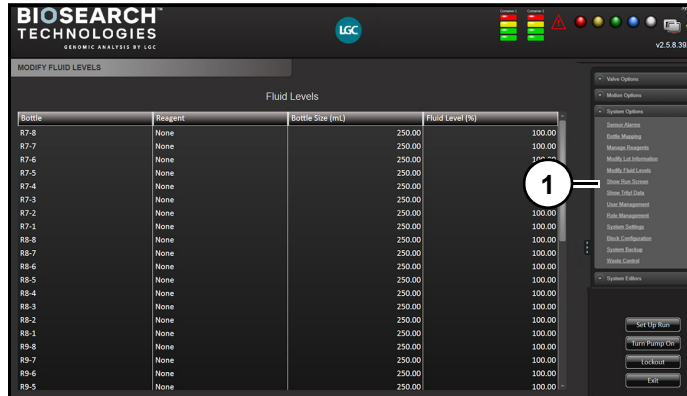 BIOSEARCH™
TECHNOLOGIES
GENOMIC ANALYSIS BY LGC
LGC
Container 1 Container 2
v2.5.8.39
MODIFY FLUID LEVELS
Fluid Levels
Bottle Reagent Bottle Size (mL) Fluid Level (%)
R7-8 None 250.00 100.00
R7-7 None 250.00 100.00
R7-6 None 250.00 100.00
R7-5 None 250.00
R7-4 None 250.00
R7-3 None 250.00
R7-2 None 250.00 100.00
R7-1 None 250.00 100.00
R8-8 None 250.00 100.00
R8-7 None 250.00 100.00
R8-6 None 250.00 100.00
R8-5 None 250.00 100.00
R8-4 None 250.00 100.00
R8-3 None 250.00 100.00
R8-2 None 250.00 100.00
R8-1 None 250.00 100.00
R9-8 None 250.00 100.00
R9-7 None 250.00 100.00
R9-6 None 250.00 100.00
R9-5 None 250.00 100.00
1
Valve Options
Motion Options
System Options
Sensor Alarms
Bottle Mapping
Manage Reagents
Modify Lot Information
Modify Fluid Levels
Show Run Screen
Show Trityl Data
User Management
Role Management
System Settings
Block Configuration
System Backup
Waste Control
System Editors
Set Up Run
Turn Pump On
Lockout
Exit